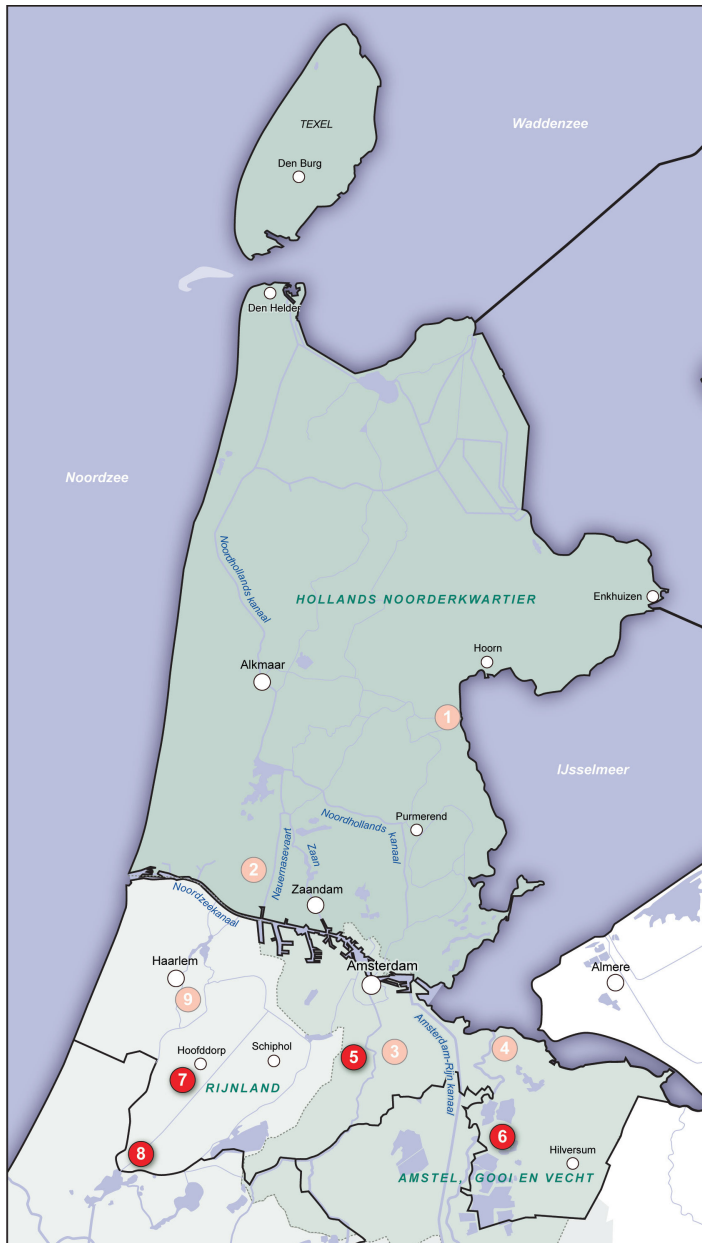 TEXEL
Waddenzee
Den Burg
Den Helder
Noordzee
Noordhollands kanaal
HOLLANDS NOORDERKWARTIER
Enkhuizen
Hoorn
Alkmaar
1
IJsselmeer
Noordhollands
kanaal
Purmerend
Nauernasevaart
Zaan
2
Noordzeekanaal
Zaandam
Haarlem
Amsterdam
Almere
9
Amsterdam-Rijn kanaal
Hoofddorp
Schiphol
5
3
4
7
RIJNLAND
8
6
Hilversum
AMSTEL, GOOI EN VECHT